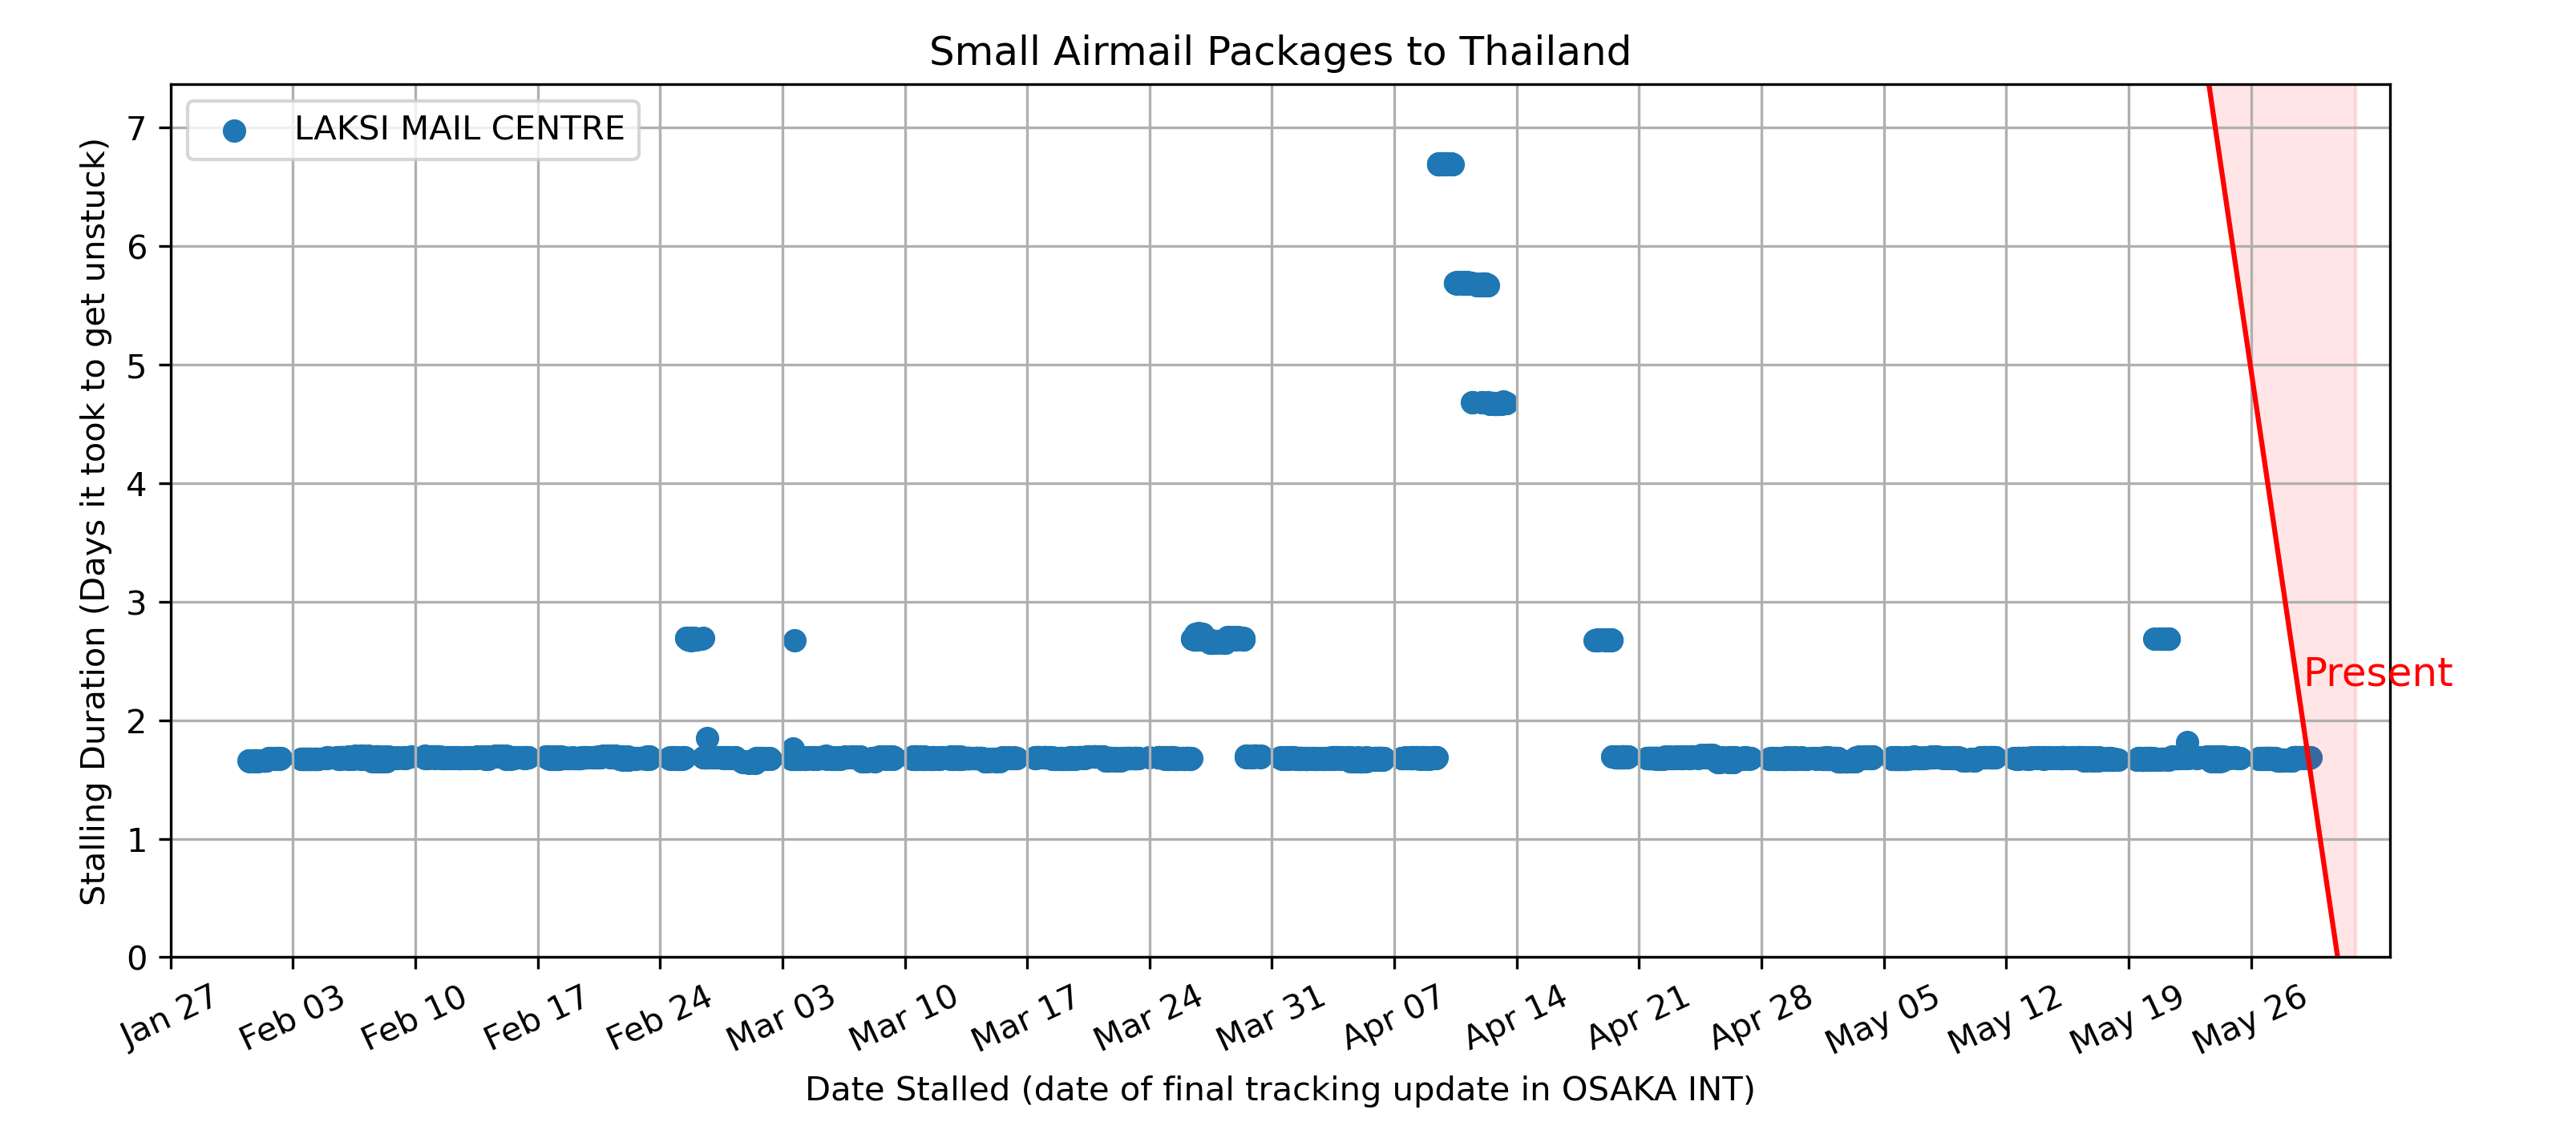 Small Airmail Packages to Thailand
LAKSI MAIL CENTRE
Stalling Duration (Days it took to get unstuck)
7
6
5
4
3
2
1
0
Present
Jan 27
Feb 03
Feb 10
Feb 17
Feb 24
Mar 03
Mar 10
Mar 17
Mar 24
Mar 31
Apr 07
Apr 14
Apr 21
Apr 28
May 05
May 12
May 19
May 26
Date Stalled (date of final tracking update in OSAKA INT)